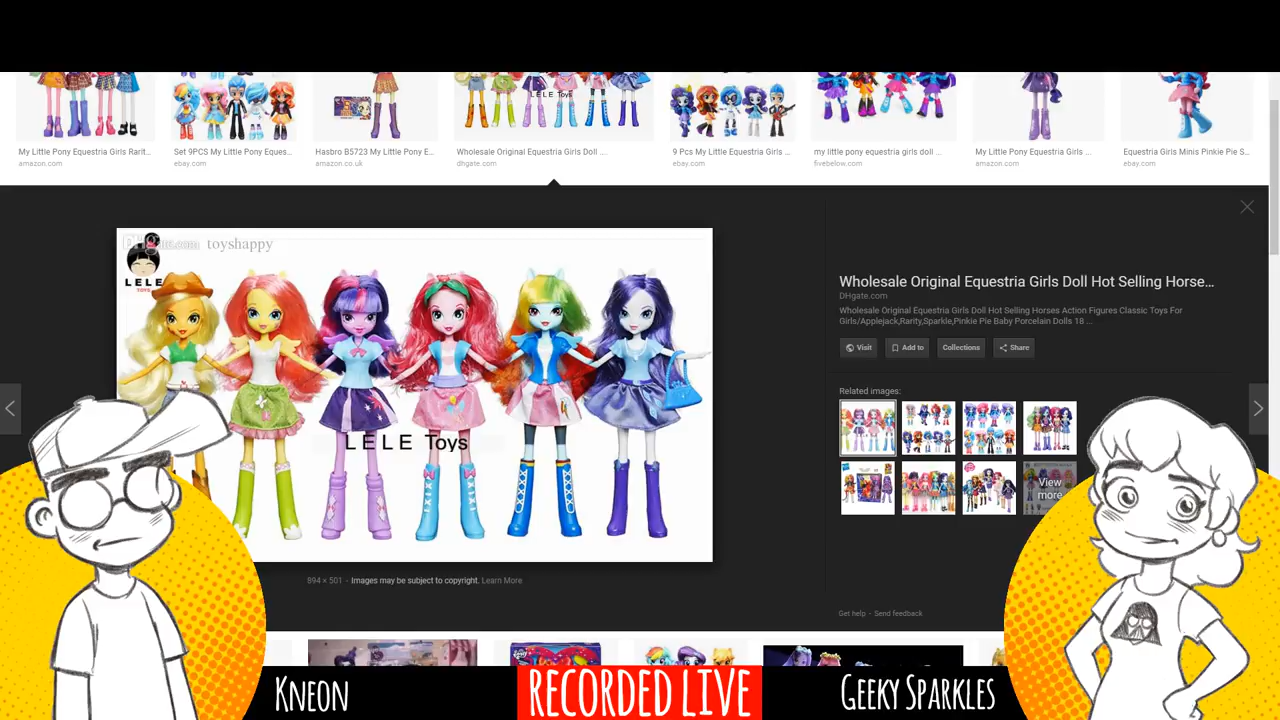 LELE Toys
My Little Pony Equestria Girls Rarit...
amazon.com
Set 9PCS My Little Pony Eques...
ebay.com
Hasbro B5723 My Little Pony E...
amazon.co.uk
Wholesale Original Equestria Girls Doll ...
dhgate.com
9 Pcs My Little Equestria Girls ...
ebay.com
my little pony equestria girls doll ...
fivebelow.com
My Little Pony Equestria Girls ...
amazon.com
Equestria Girls Minis Pinkie Pie S...
ebay.com
DHgate.com toyshappy
LELE
TOYS
LELE Toys
894 × 501 - Images may be subject to copyright. Learn More
Wholesale Original Equestria Girls Doll Hot Selling Horse...
DHgate.com
Wholesale Original Equestria Girls Doll Hot Selling Horses Action Figures Classic Toys For
Girls/Applejack,Rarity,Sparkle,Pinkie Pie Baby Porcelain Dolls 18 ...
Visit
Add to
Collections
Share
Related images:
View
more
Get help - Send feedback
KNEON
RECORDED LIVE
GEEKY SPARKLES